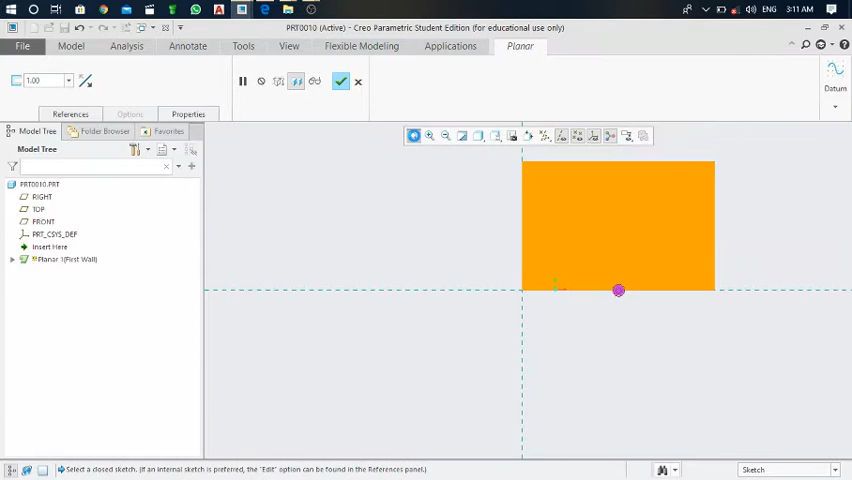 ENG 3:11 AM
PRT0010 (Active) - Creo Parametric Student Edition (for educational use only)
File Model Analysis Annotate Tools View Flexible Modeling Applications Planar
1.00
Datum
References Options Properties
Model Tree Folder Browser Favorites
Model Tree
PRT0010.PRT
RIGHT
TOP
FRONT
PRT_CSYS_DEF
Insert Here
Planar 1(First Wall)
Select a closed sketch. (If an internal sketch is preferred, the "Edit" option can be found in the References panel.)
Sketch